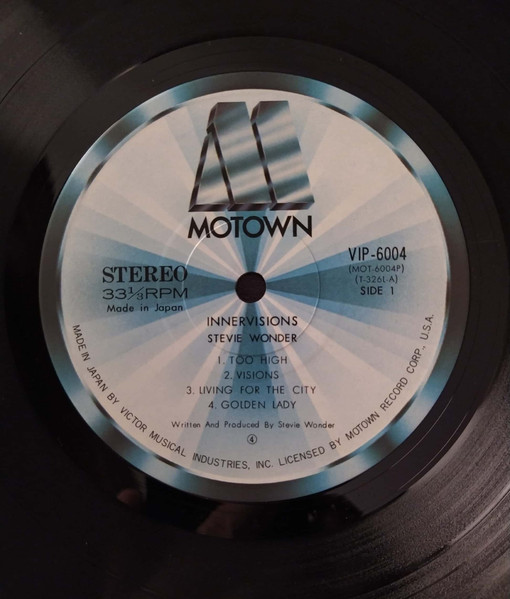 MOTOWN
VIP-6004
(MOT-6004P)
(T-326L-A)
SIDE 1
STEREO
33⅓RPM
Made in Japan
INNERVISIONS
STEVIE WONDER
1. TOO HIGH
2. VISIONS
3. LIVING FOR THE CITY
4. GOLDEN LADY
Written And Produced By Stevie Wonder
④
MADE IN JAPAN BY VICTOR MUSICAL INDUSTRIES, INC. LICENSED BY MOTOWN RECORD CORP., U.S.A.